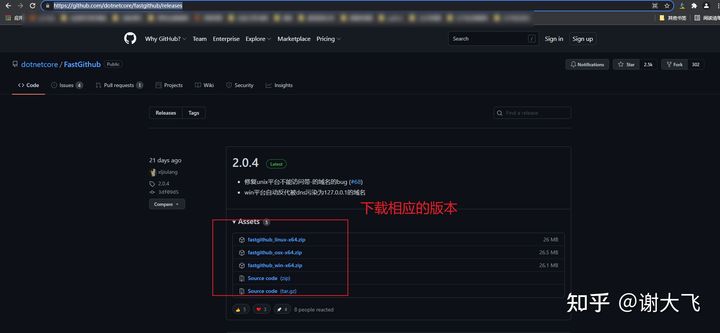 https://github.com/dotnetcore/fastgithub/releases
应用
其他书签
阅读清单
Why GitHub?
Team
Enterprise
Explore
Marketplace
Pricing
Search
Sign in
Sign up
dotnetcore / FastGithub
Public
Notifications
Star
2.5k
Fork
302
Code
Issues 4
Pull requests 1
Projects
Wiki
Security
Insights
Releases
Tags
Find a release
21 days ago
xljiulang
2.0.4
3df09d5
Compare
2.0.4
Latest
修复unix平台不能访问带-的域名的bug (#68)
win平台自动反代被dns污染为127.0.0.1的域名
下载相应的版本
Assets 5
fastgithub_linux-x64.zip
26 MB
fastgithub_osx-x64.zip
26.5 MB
fastgithub_win-x64.zip
26.1 MB
Source code (zip)
Source code (tar.gz)
8 people reacted
知乎 @谢大飞